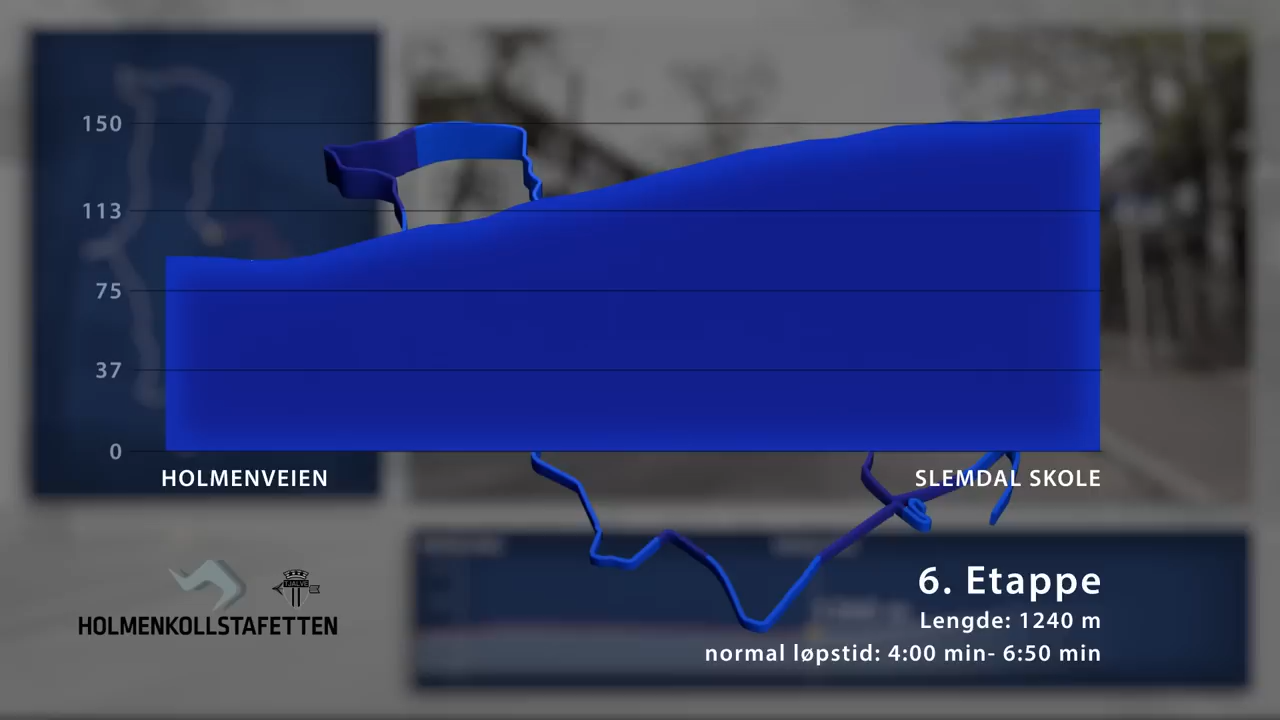 150
113
75
37
0
HOLMENVEIEN
SLEMDAL SKOLE
6. Etappe
Lengde: 1240 m
normal løpstid: 4:00 min- 6:50 min
TJALVE
HOLMENKOLLSTAFETTEN